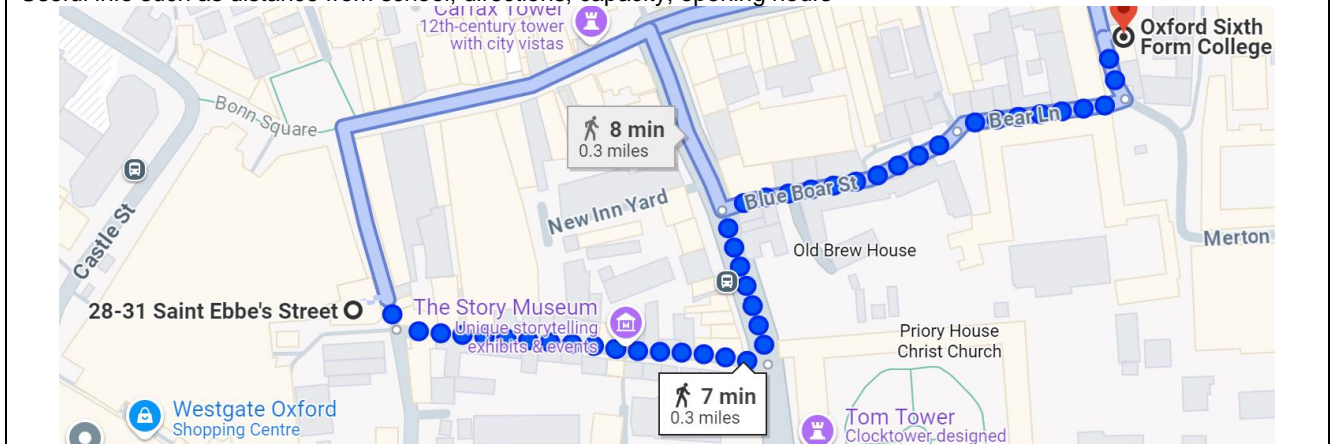 Useful info such as distance from school, directions, capacity, opening hours
Carfax Tower
12th-century tower
with city vistas
Oxford Sixth
Form College
Bonn-Square
8 min
0.3 miles
Bear Ln
Blue Boar St
New Inn Yard
Castle St
Old Brew House
Merton
28-31 Saint Ebbe's Street
The Story Museum
Unique storytelling
exhibits & events
Priory House
Christ Church
7 min
0.3 miles
Westgate Oxford
Shopping Centre
Tom Tower
Clocktower designed